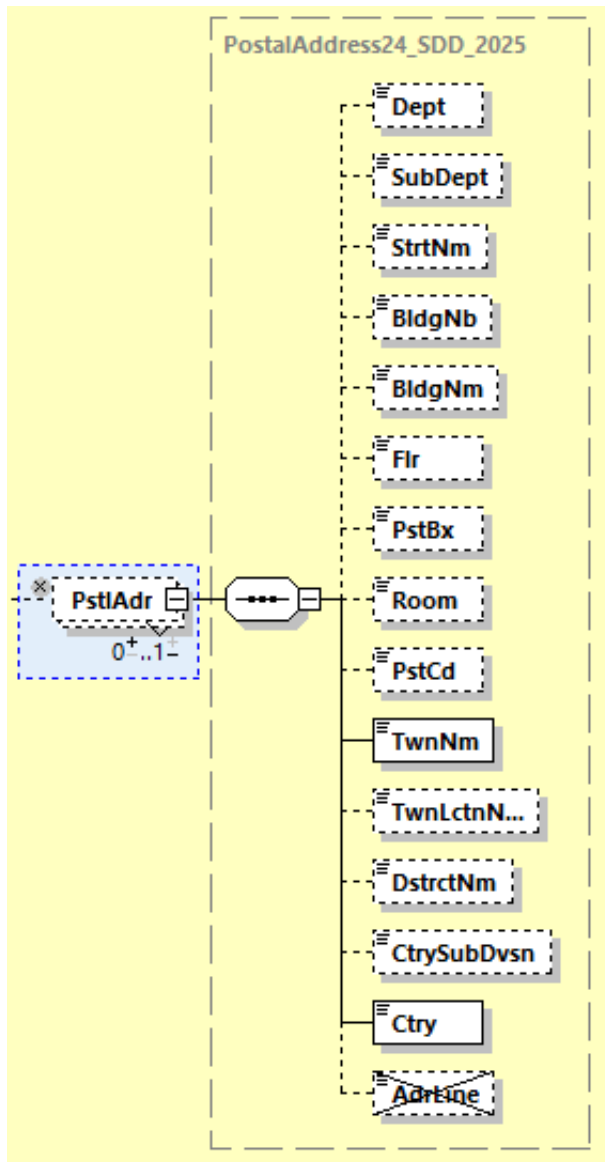 PostalAddress24_SDD_2025
Dept
SubDept
StrtNm
BldgNb
BldgNm
Flr
PstBx
PstlAdr
0..1
Room
PstCd
TwnNm
TwnLctnN...
DstrctNm
CtrySubDvsn
Ctry
AdrLine